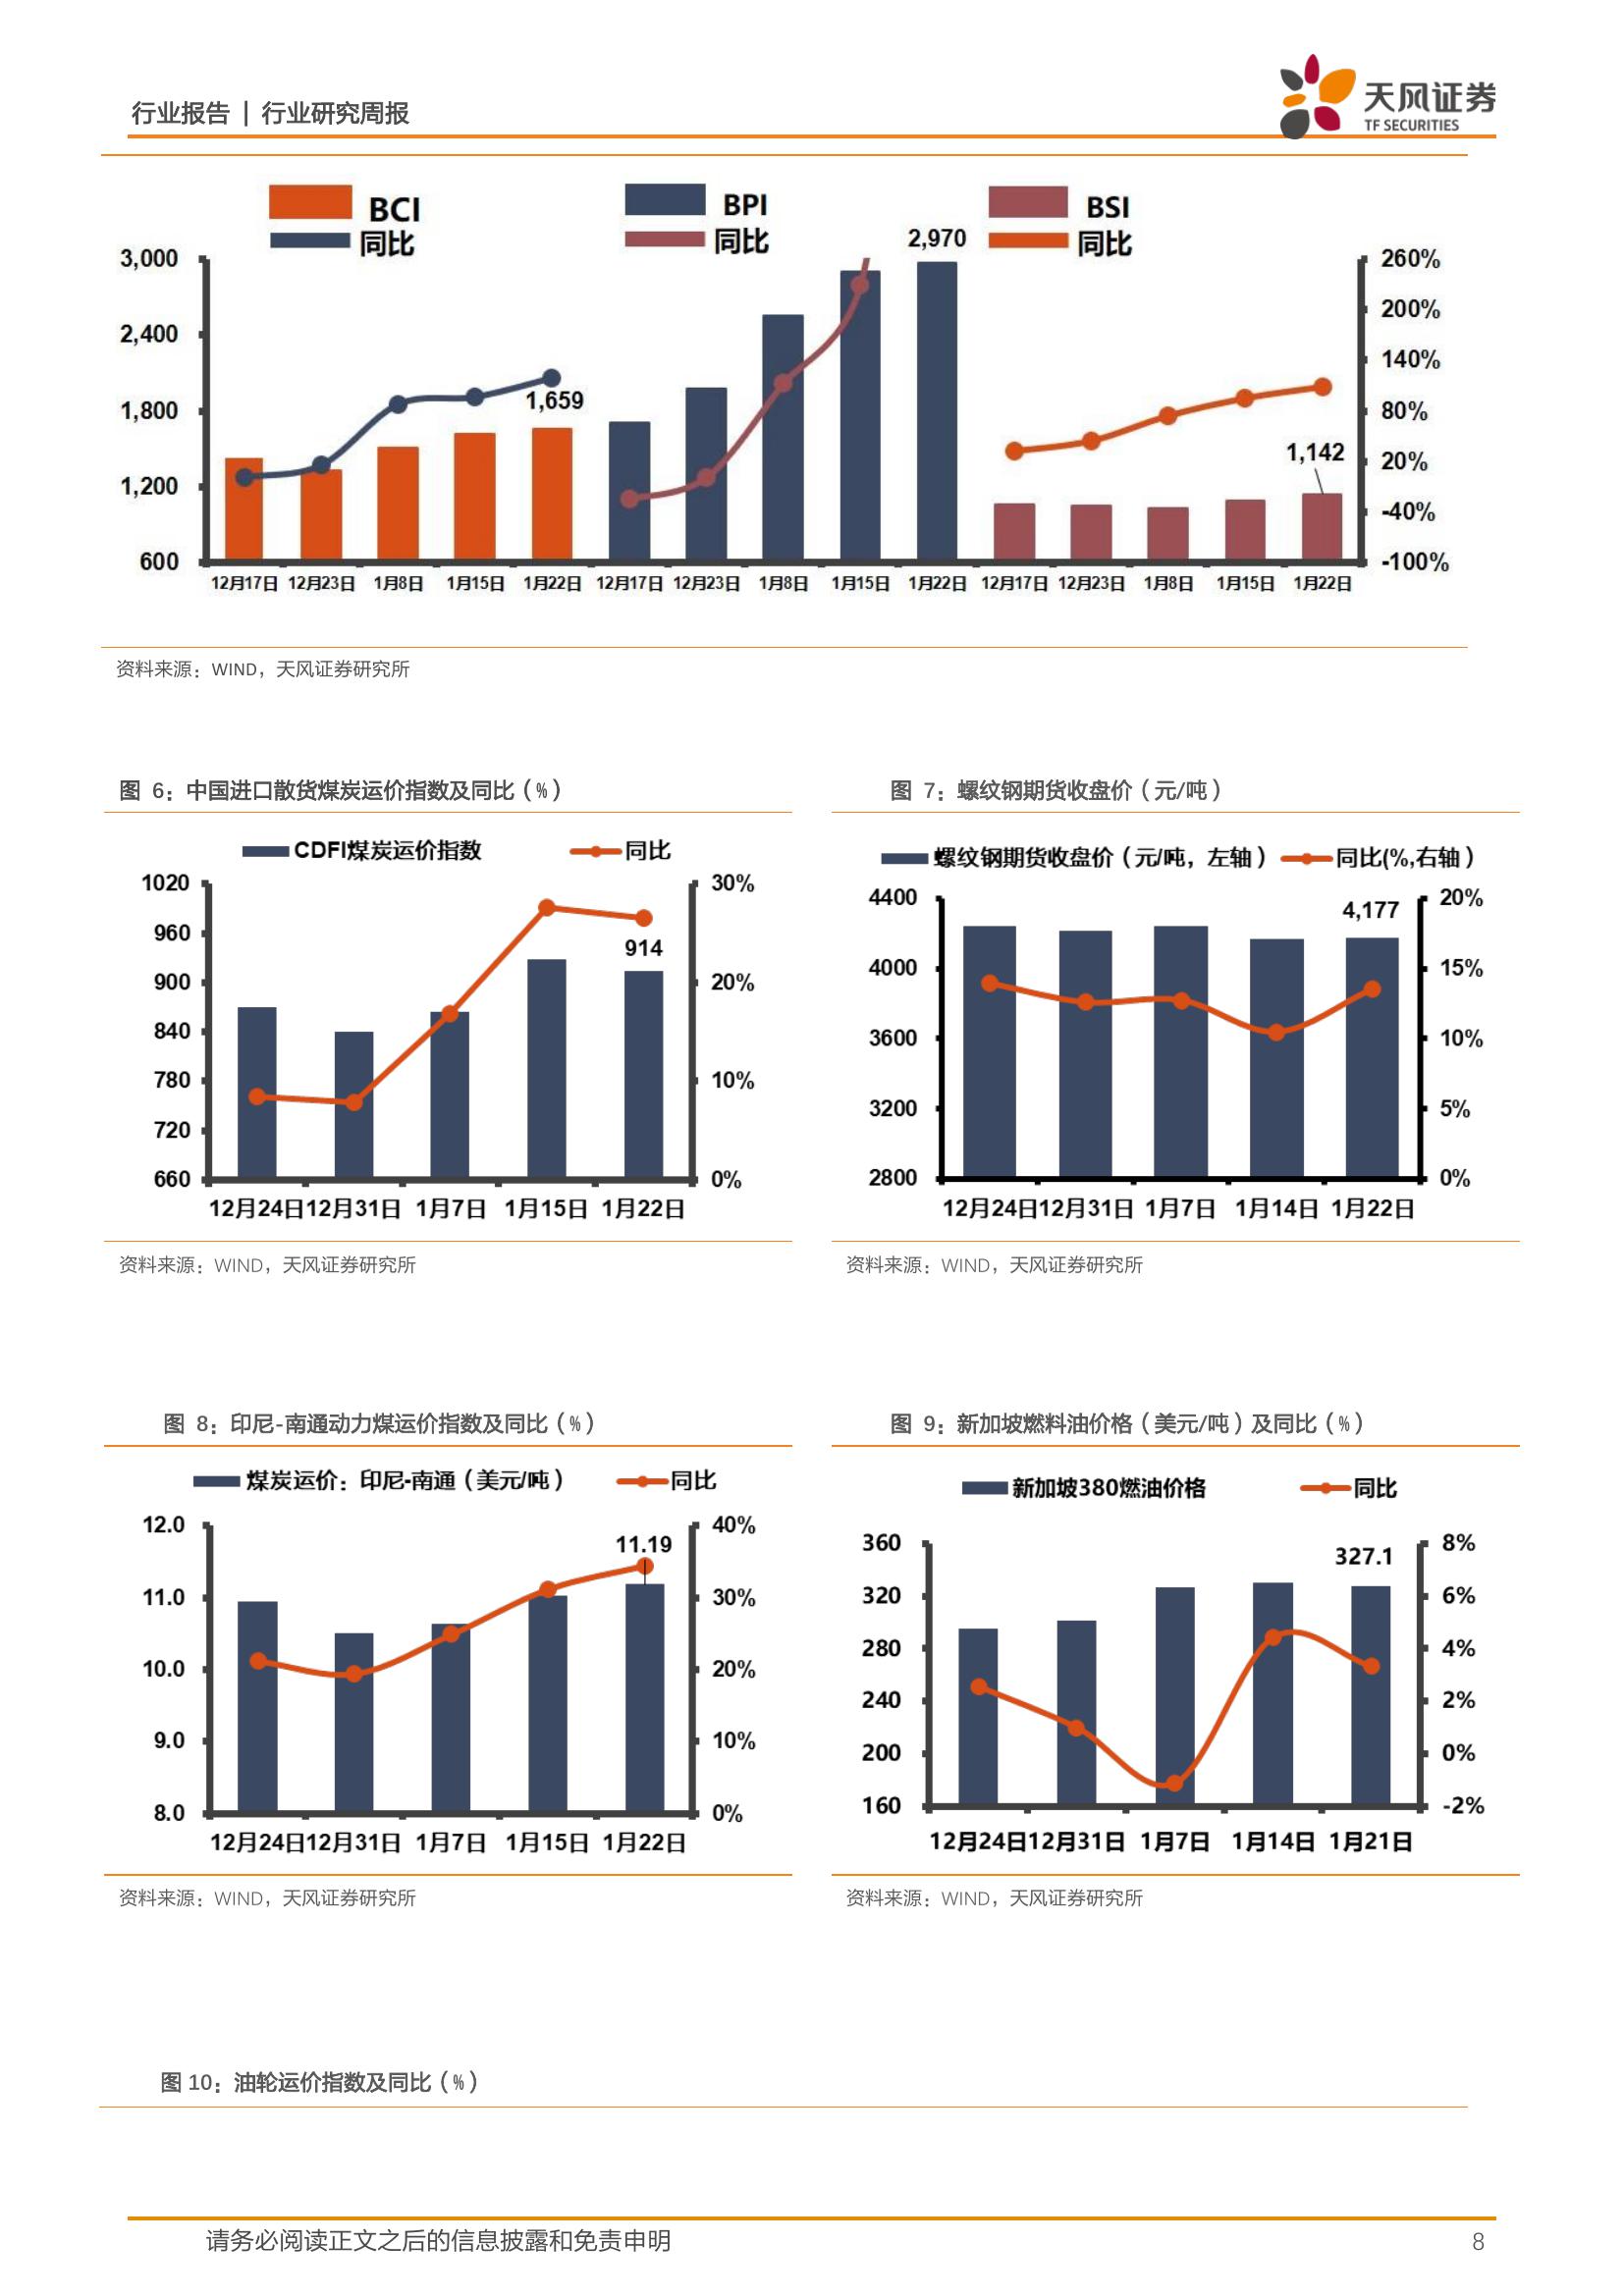 行业报告 | 行业研究周报
天风证券
TF SECURITIES
BCI BPI BSI
同比 同比 同比
3,000 2,400 1,800 1,200 600
260% 200% 140% 80% 20% -40% -100%
1,659 2,970 1,142
12月17日 12月23日 1月8日 1月15日 1月22日 12月17日 12月23日 1月8日 1月15日 1月22日 12月17日 12月23日 1月8日 1月15日 1月22日
资料来源：WIND，天风证券研究所
图 6：中国进口散货煤炭运价指数及同比（%）
CDFI煤炭运价指数 同比
1020 960 900 840 780 720 660
30% 20% 10% 0%
914
12月24日 12月31日 1月7日 1月15日 1月22日
资料来源：WIND，天风证券研究所
图 7：螺纹钢期货收盘价（元/吨）
螺纹钢期货收盘价（元/吨，左轴） 同比(%,右轴）
4400 4000 3600 3200 2800
20% 15% 10% 5% 0%
4,177
12月24日 12月31日 1月7日 1月14日 1月22日
资料来源：WIND，天风证券研究所
图 8：印尼-南通动力煤运价指数及同比（%）
煤炭运价：印尼-南通（美元/吨） 同比
12.0 11.0 10.0 9.0 8.0
40% 30% 20% 10% 0%
11.19
12月24日 12月31日 1月7日 1月15日 1月22日
资料来源：WIND，天风证券研究所
图 9：新加坡燃料油价格（美元/吨）及同比（%）
新加坡380燃油价格 同比
360 320 280 240 200 160
8% 6% 4% 2% 0% -2%
327.1
12月24日 12月31日 1月7日 1月14日 1月21日
资料来源：WIND，天风证券研究所
图 10：油轮运价指数及同比（%）
请务必阅读正文之后的信息披露和免责申明 8